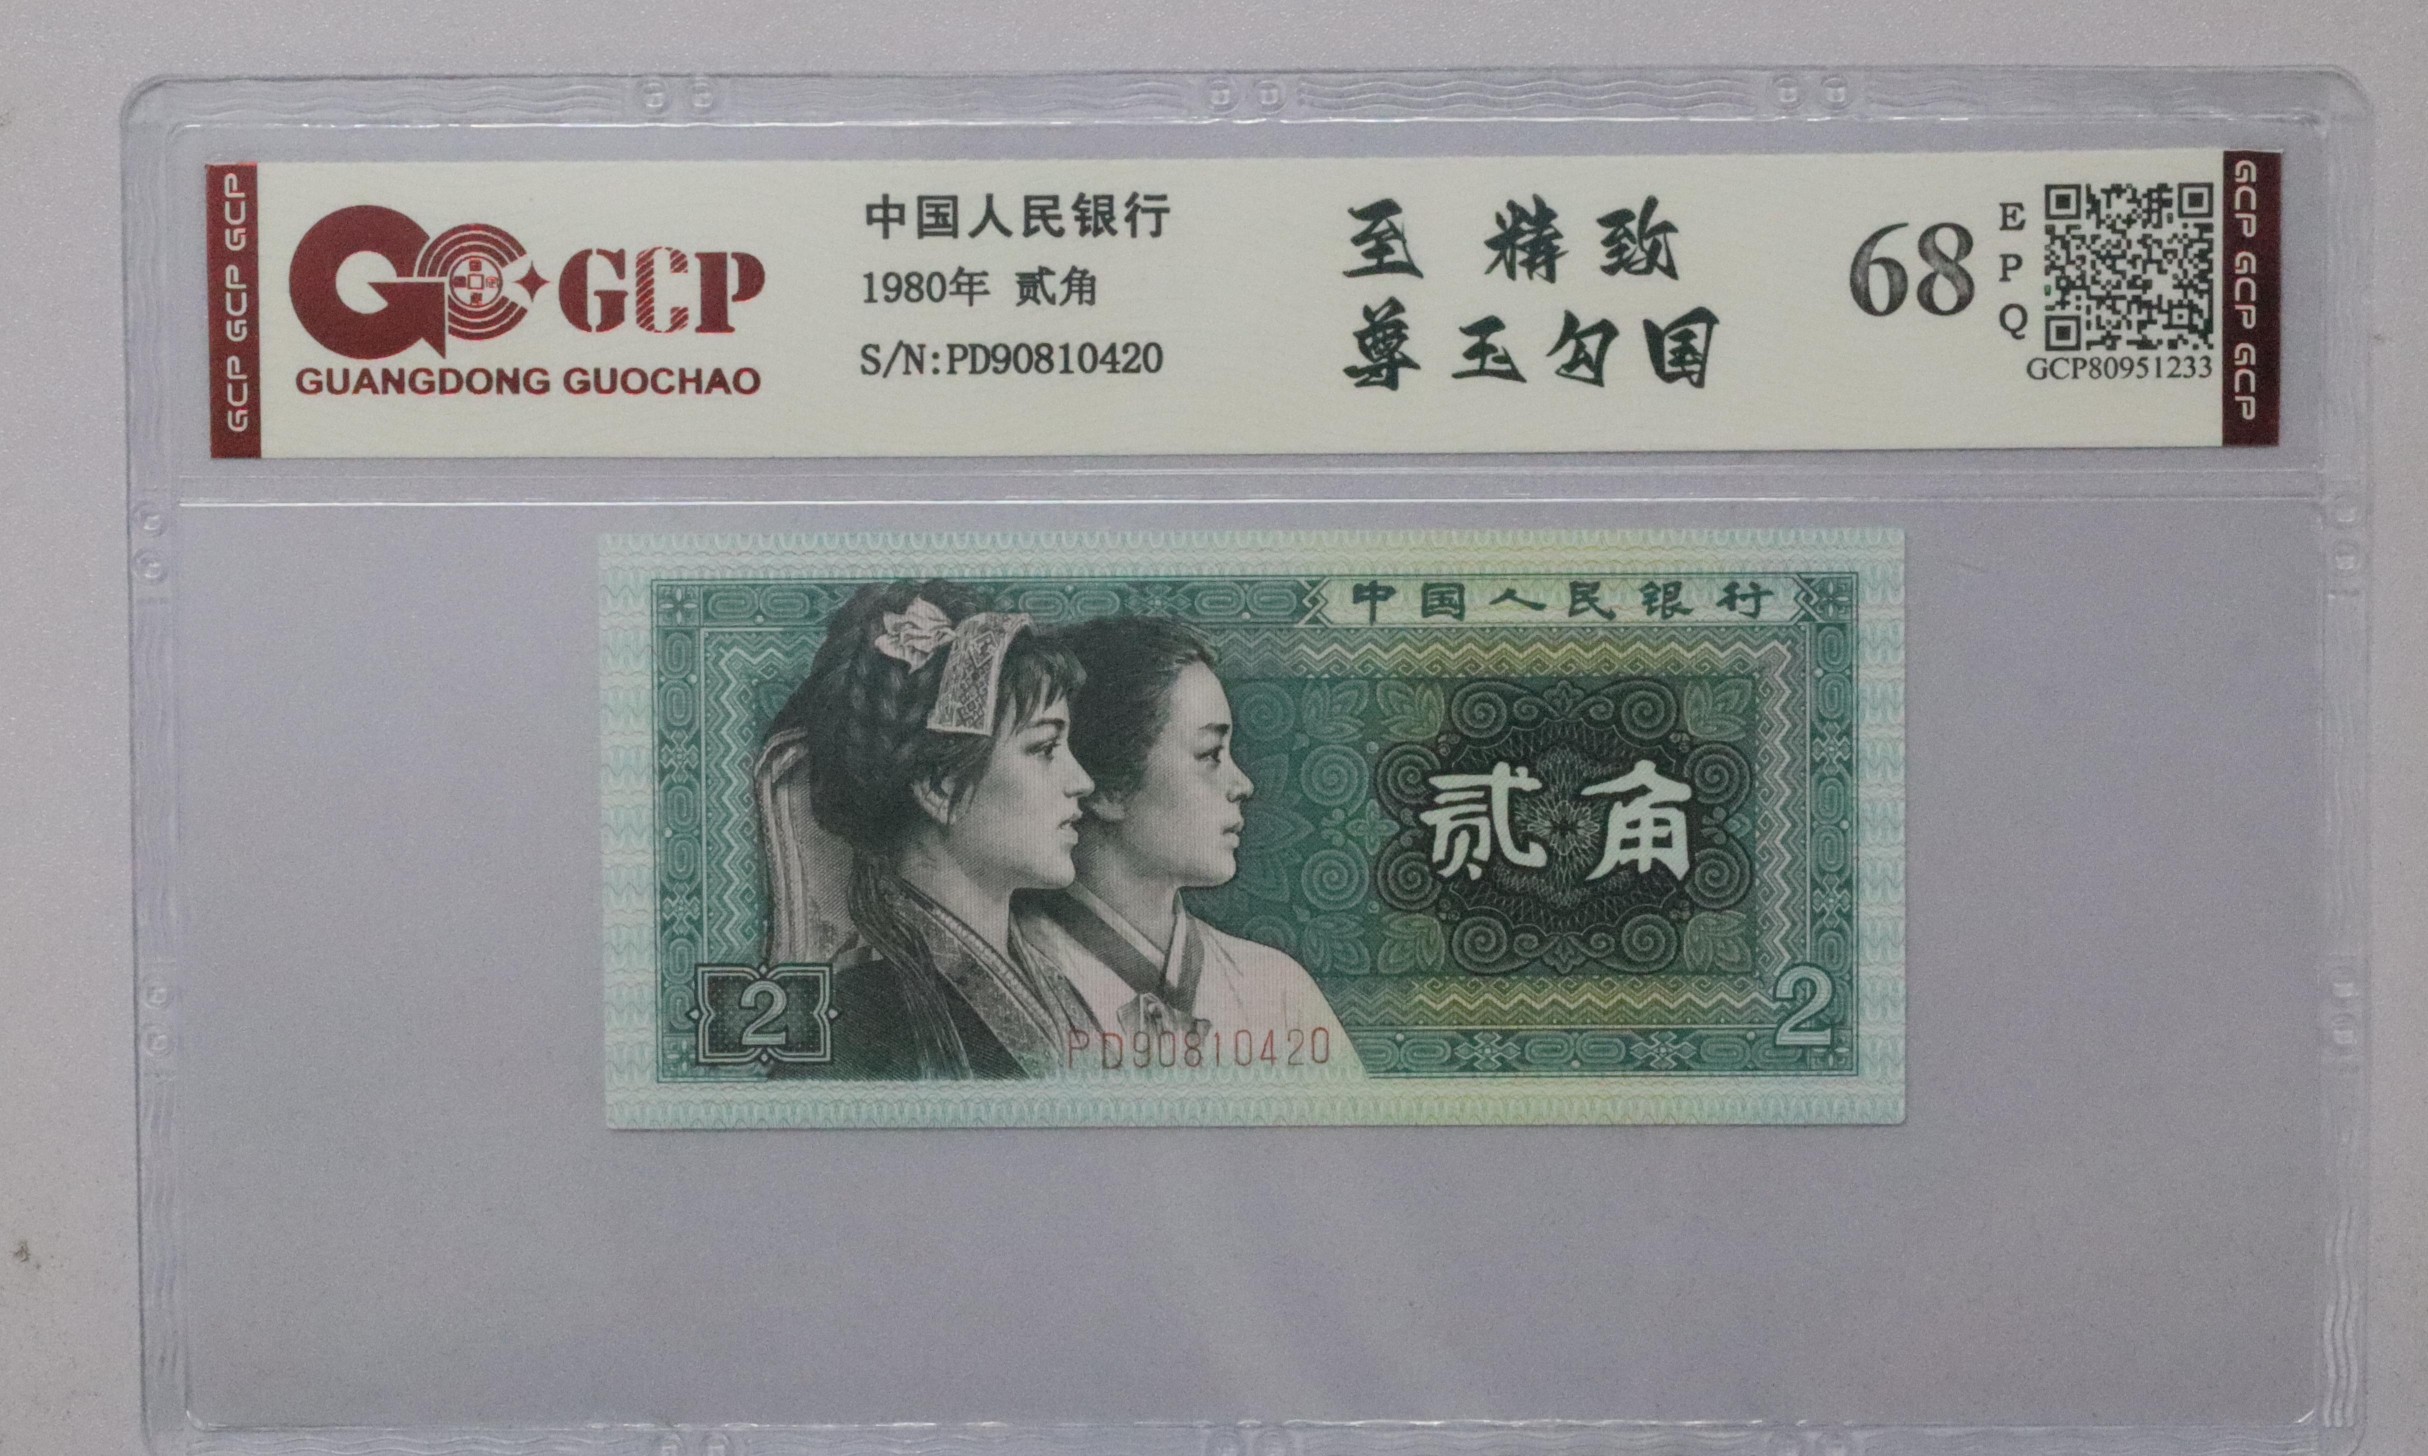 GCP GCP GCP
GCP
GUANGDONG GUOCHAO
中国人民银行
1980年 贰角
S/N:PD90810420
至 精 致
尊 玉 勾 国
68
EPQ
GCP80951233
GCP GCP GCP
中国人民银行
贰角
2
2
PD90810420